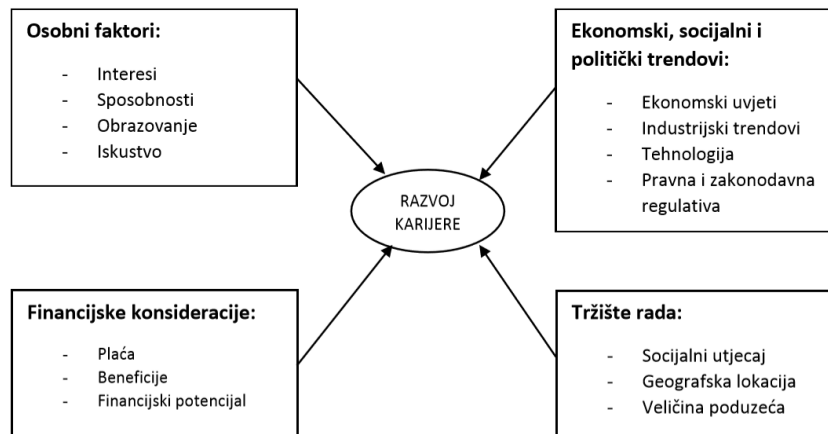 Osobni faktori:
- Interesi
- Sposobnosti
- Obrazovanje
- Iskustvo
Ekonomski, socijalni i
politički trendovi:
- Ekonomski uvjeti
- Industrijski trendovi
- Tehnologija
- Pravna i zakonodavna
regulativa
RAZVOJ
KARIJERE
Financijske konsideracije:
- Plaća
- Beneficije
- Financijski potencijal
Tržište rada:
- Socijalni utjecaj
- Geografska lokacija
- Veličina poduzeća